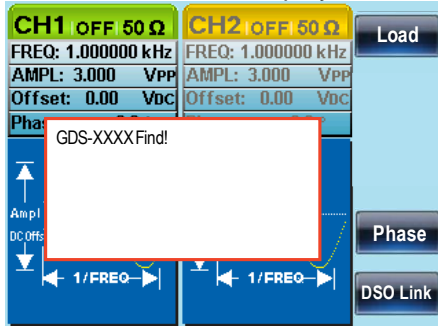 CH1 OFF 50 Ω
FREQ: 1.000000 kHz
AMPL: 3.000 VPP
Offset: 0.00 VDC
CH2 OFF 50 Ω
FREQ: 1.000000 kHz
AMPL: 3.000 VPP
Offset: 0.00 VDC
GDS-XXXX Find!
Ampl
DC Offs
1/FREQ
1/FREQ
Load
Phase
DSO Link